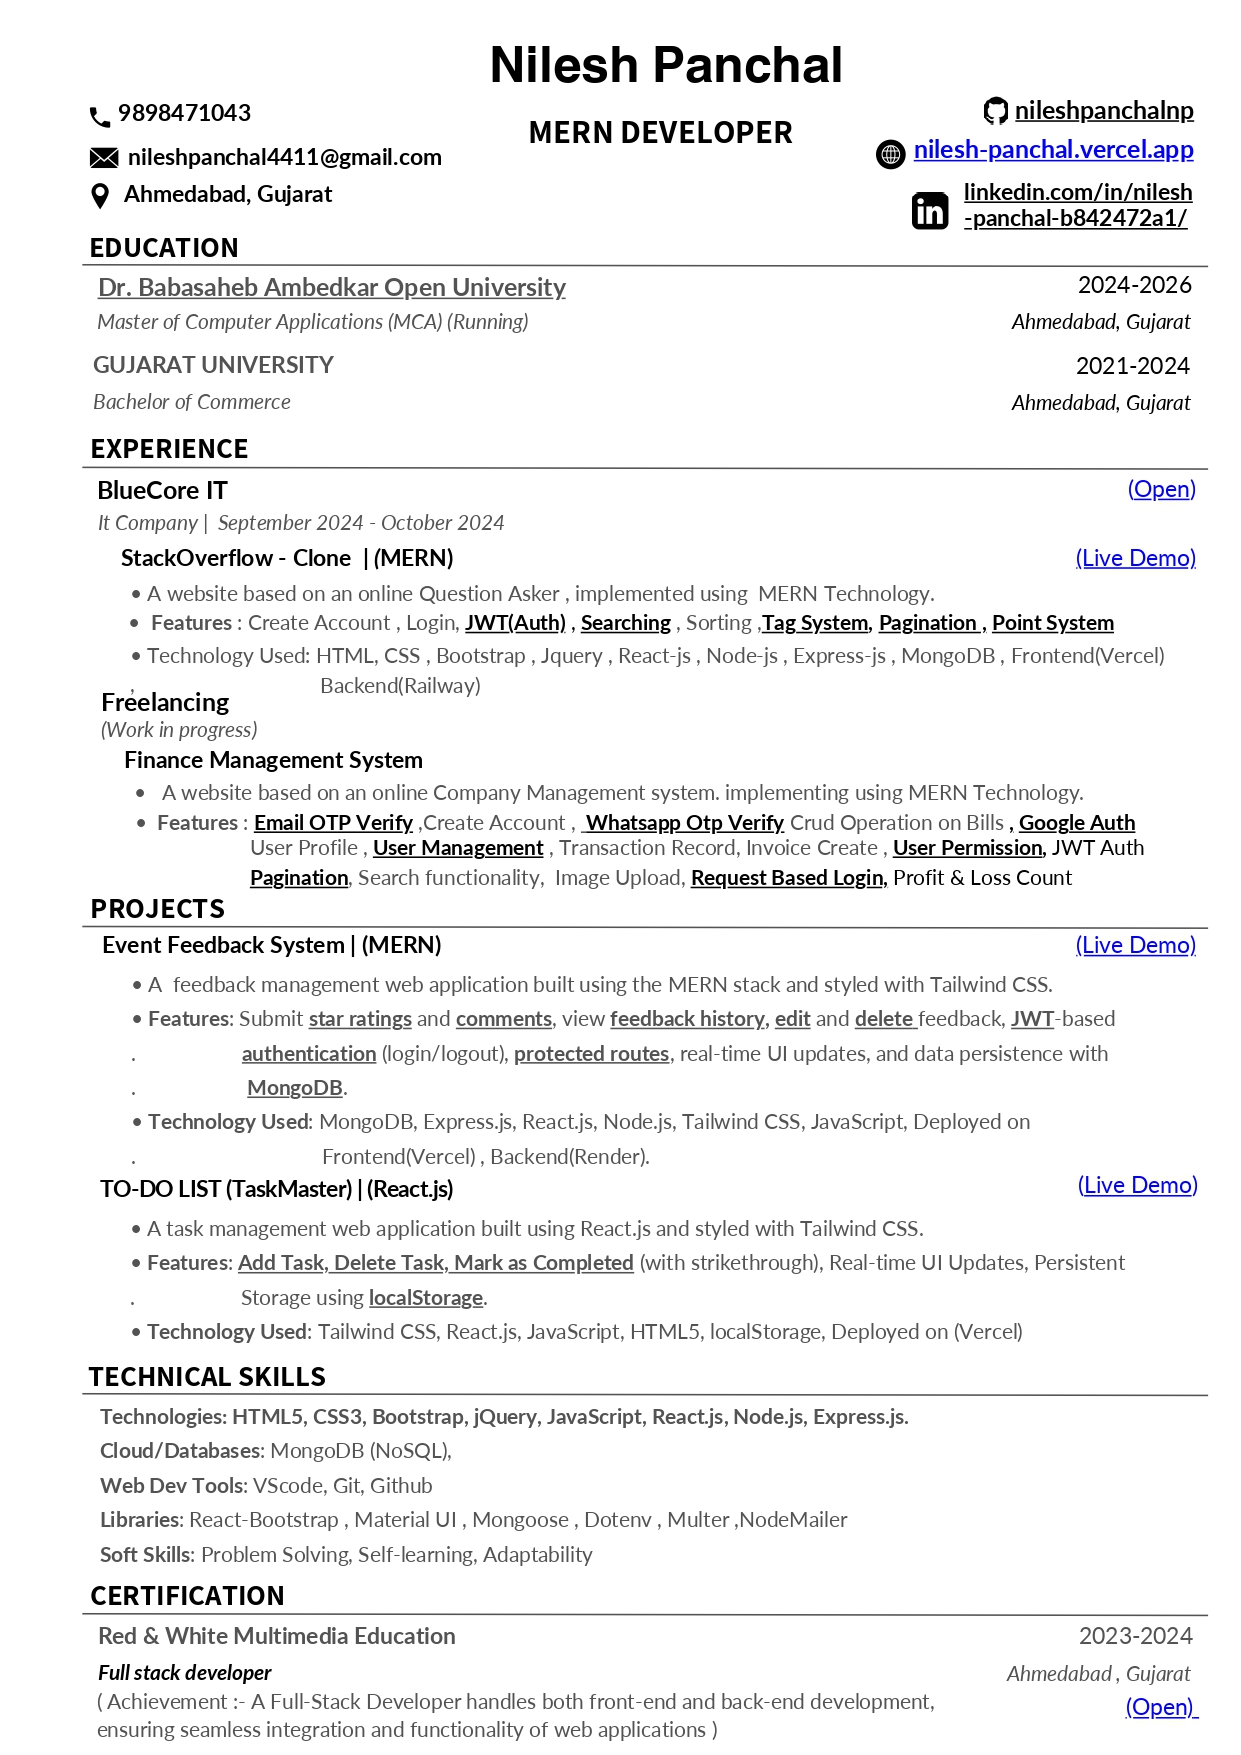 Nilesh Panchal
MERN DEVELOPER
9898471043
nileshpanchal4411@gmail.com
Ahmedabad, Gujarat
nileshpanchalnp
nilesh-panchal.vercel.app
linkedin.com/in/nilesh
-panchal-b842472a1/
EDUCATION
Dr. Babasaheb Ambedkar Open University 2024-2026
Master of Computer Applications (MCA) (Running) Ahmedabad, Gujarat
GUJARAT UNIVERSITY 2021-2024
Bachelor of Commerce Ahmedabad, Gujarat
EXPERIENCE
BlueCore IT (Open)
It Company | September 2024 - October 2024
StackOverflow - Clone | (MERN) (Live Demo)
• A website based on an online Question Asker , implemented using MERN Technology.
• Features : Create Account , Login, JWT(Auth) , Searching , Sorting ,Tag System, Pagination , Point System
• Technology Used: HTML, CSS , Bootstrap , Jquery , React-js , Node-js , Express-js , MongoDB , Frontend(Vercel)
, Backend(Railway)
Freelancing
(Work in progress)
Finance Management System
• A website based on an online Company Management system. implementing using MERN Technology.
• Features : Email OTP Verify ,Create Account , Whatsapp Otp Verify Crud Operation on Bills , Google Auth
User Profile , User Management , Transaction Record, Invoice Create , User Permission, JWT Auth
Pagination, Search functionality, Image Upload, Request Based Login, Profit & Loss Count
PROJECTS
Event Feedback System | (MERN) (Live Demo)
• A feedback management web application built using the MERN stack and styled with Tailwind CSS.
• Features: Submit star ratings and comments, view feedback history, edit and delete feedback, JWT-based
. authentication (login/logout), protected routes, real-time UI updates, and data persistence with
. MongoDB.
• Technology Used: MongoDB, Express.js, React.js, Node.js, Tailwind CSS, JavaScript, Deployed on
. Frontend(Vercel) , Backend(Render).
TO-DO LIST (TaskMaster) | (React.js) (Live Demo)
• A task management web application built using React.js and styled with Tailwind CSS.
• Features: Add Task, Delete Task, Mark as Completed (with strikethrough), Real-time UI Updates, Persistent
. Storage using localStorage.
• Technology Used: Tailwind CSS, React.js, JavaScript, HTML5, localStorage, Deployed on (Vercel)
TECHNICAL SKILLS
Technologies: HTML5, CSS3, Bootstrap, jQuery, JavaScript, React.js, Node.js, Express.js.
Cloud/Databases: MongoDB (NoSQL),
Web Dev Tools: VScode, Git, Github
Libraries: React-Bootstrap , Material UI , Mongoose , Dotenv , Multer ,NodeMailer
Soft Skills: Problem Solving, Self-learning, Adaptability
CERTIFICATION
Red & White Multimedia Education 2023-2024
Full stack developer Ahmedabad , Gujarat
( Achievement :- A Full-Stack Developer handles both front-end and back-end development, (Open)
ensuring seamless integration and functionality of web applications )